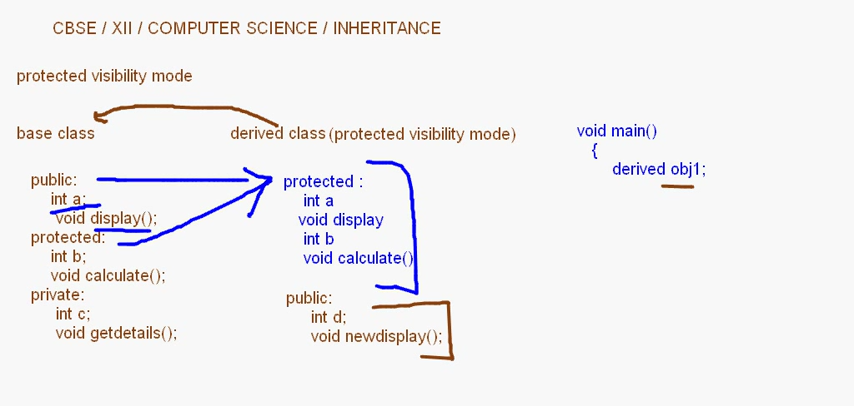 CBSE / XII / COMPUTER SCIENCE / INHERITANCE
protected visibility mode
base class
public:
int a;
void display();
protected:
int b;
void calculate();
private:
int c;
void getdetails();
derived class (protected visibility mode)
protected :
int a
void display
int b
void calculate()
public:
int d;
void newdisplay();
void main()
{
derived obj1;